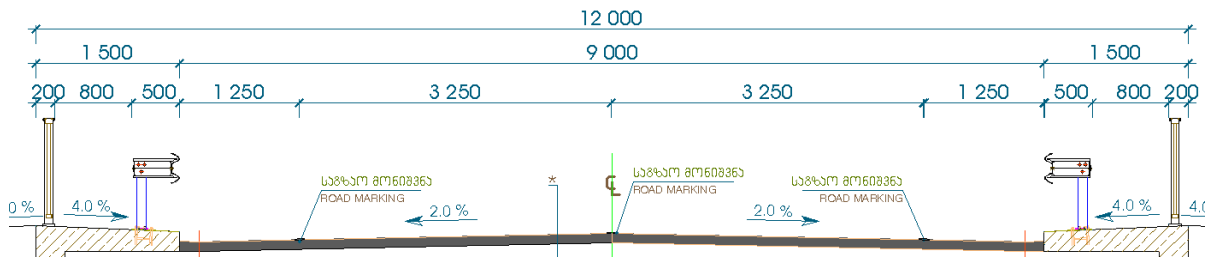 12 000
1 500 9 000 1 500
200 800 500 1 250 3 250 3 250 1 250 500 800 200
საგზაო მონიშვნა
ROAD MARKING
*
℄
საგზაო მონიშვნა
ROAD MARKING
საგზაო მონიშვნა
ROAD MARKING
0 % 4.0 % 2.0 % 2.0 % 4.0 % 4.0